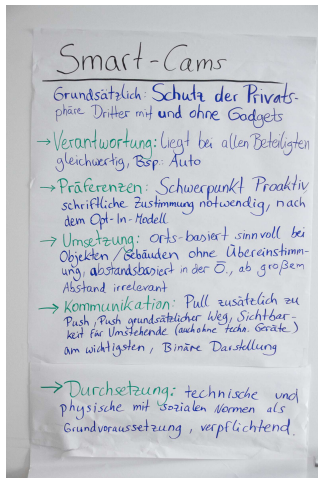 Smart-Cams
Grundsätzlich: Schutz der Privats-
phäre Dritter mit und ohne Gadgets
→ Verantwortung: Liegt bei allen Beteiligten
gleichwertig, Bsp: Auto
→ Präferenzen: Schwerpunkt Proaktiv
schriftliche Zustimmung notwendig, nach
dem Opt-In-Modell
→ Umsetzung: Orts-basiert sinnvoll bei
Objekten / Gebäuden ohne Übereinstimm-
ung, abstandsbasiert in der Ö., ab großem
Abstand irrelevant
→ Kommunikation: Pull zusätzlich zu
Push, Push grundsätzlicher Weg, Sichtbar-
keit für Umstehende (auch ohne techn. Geräte)
am wichtigsten, Binäre Darstellung
→ Durchsetzung: technische und
physische mit sozialen Normen als
Grundvoraussetzung, verpflichtend.